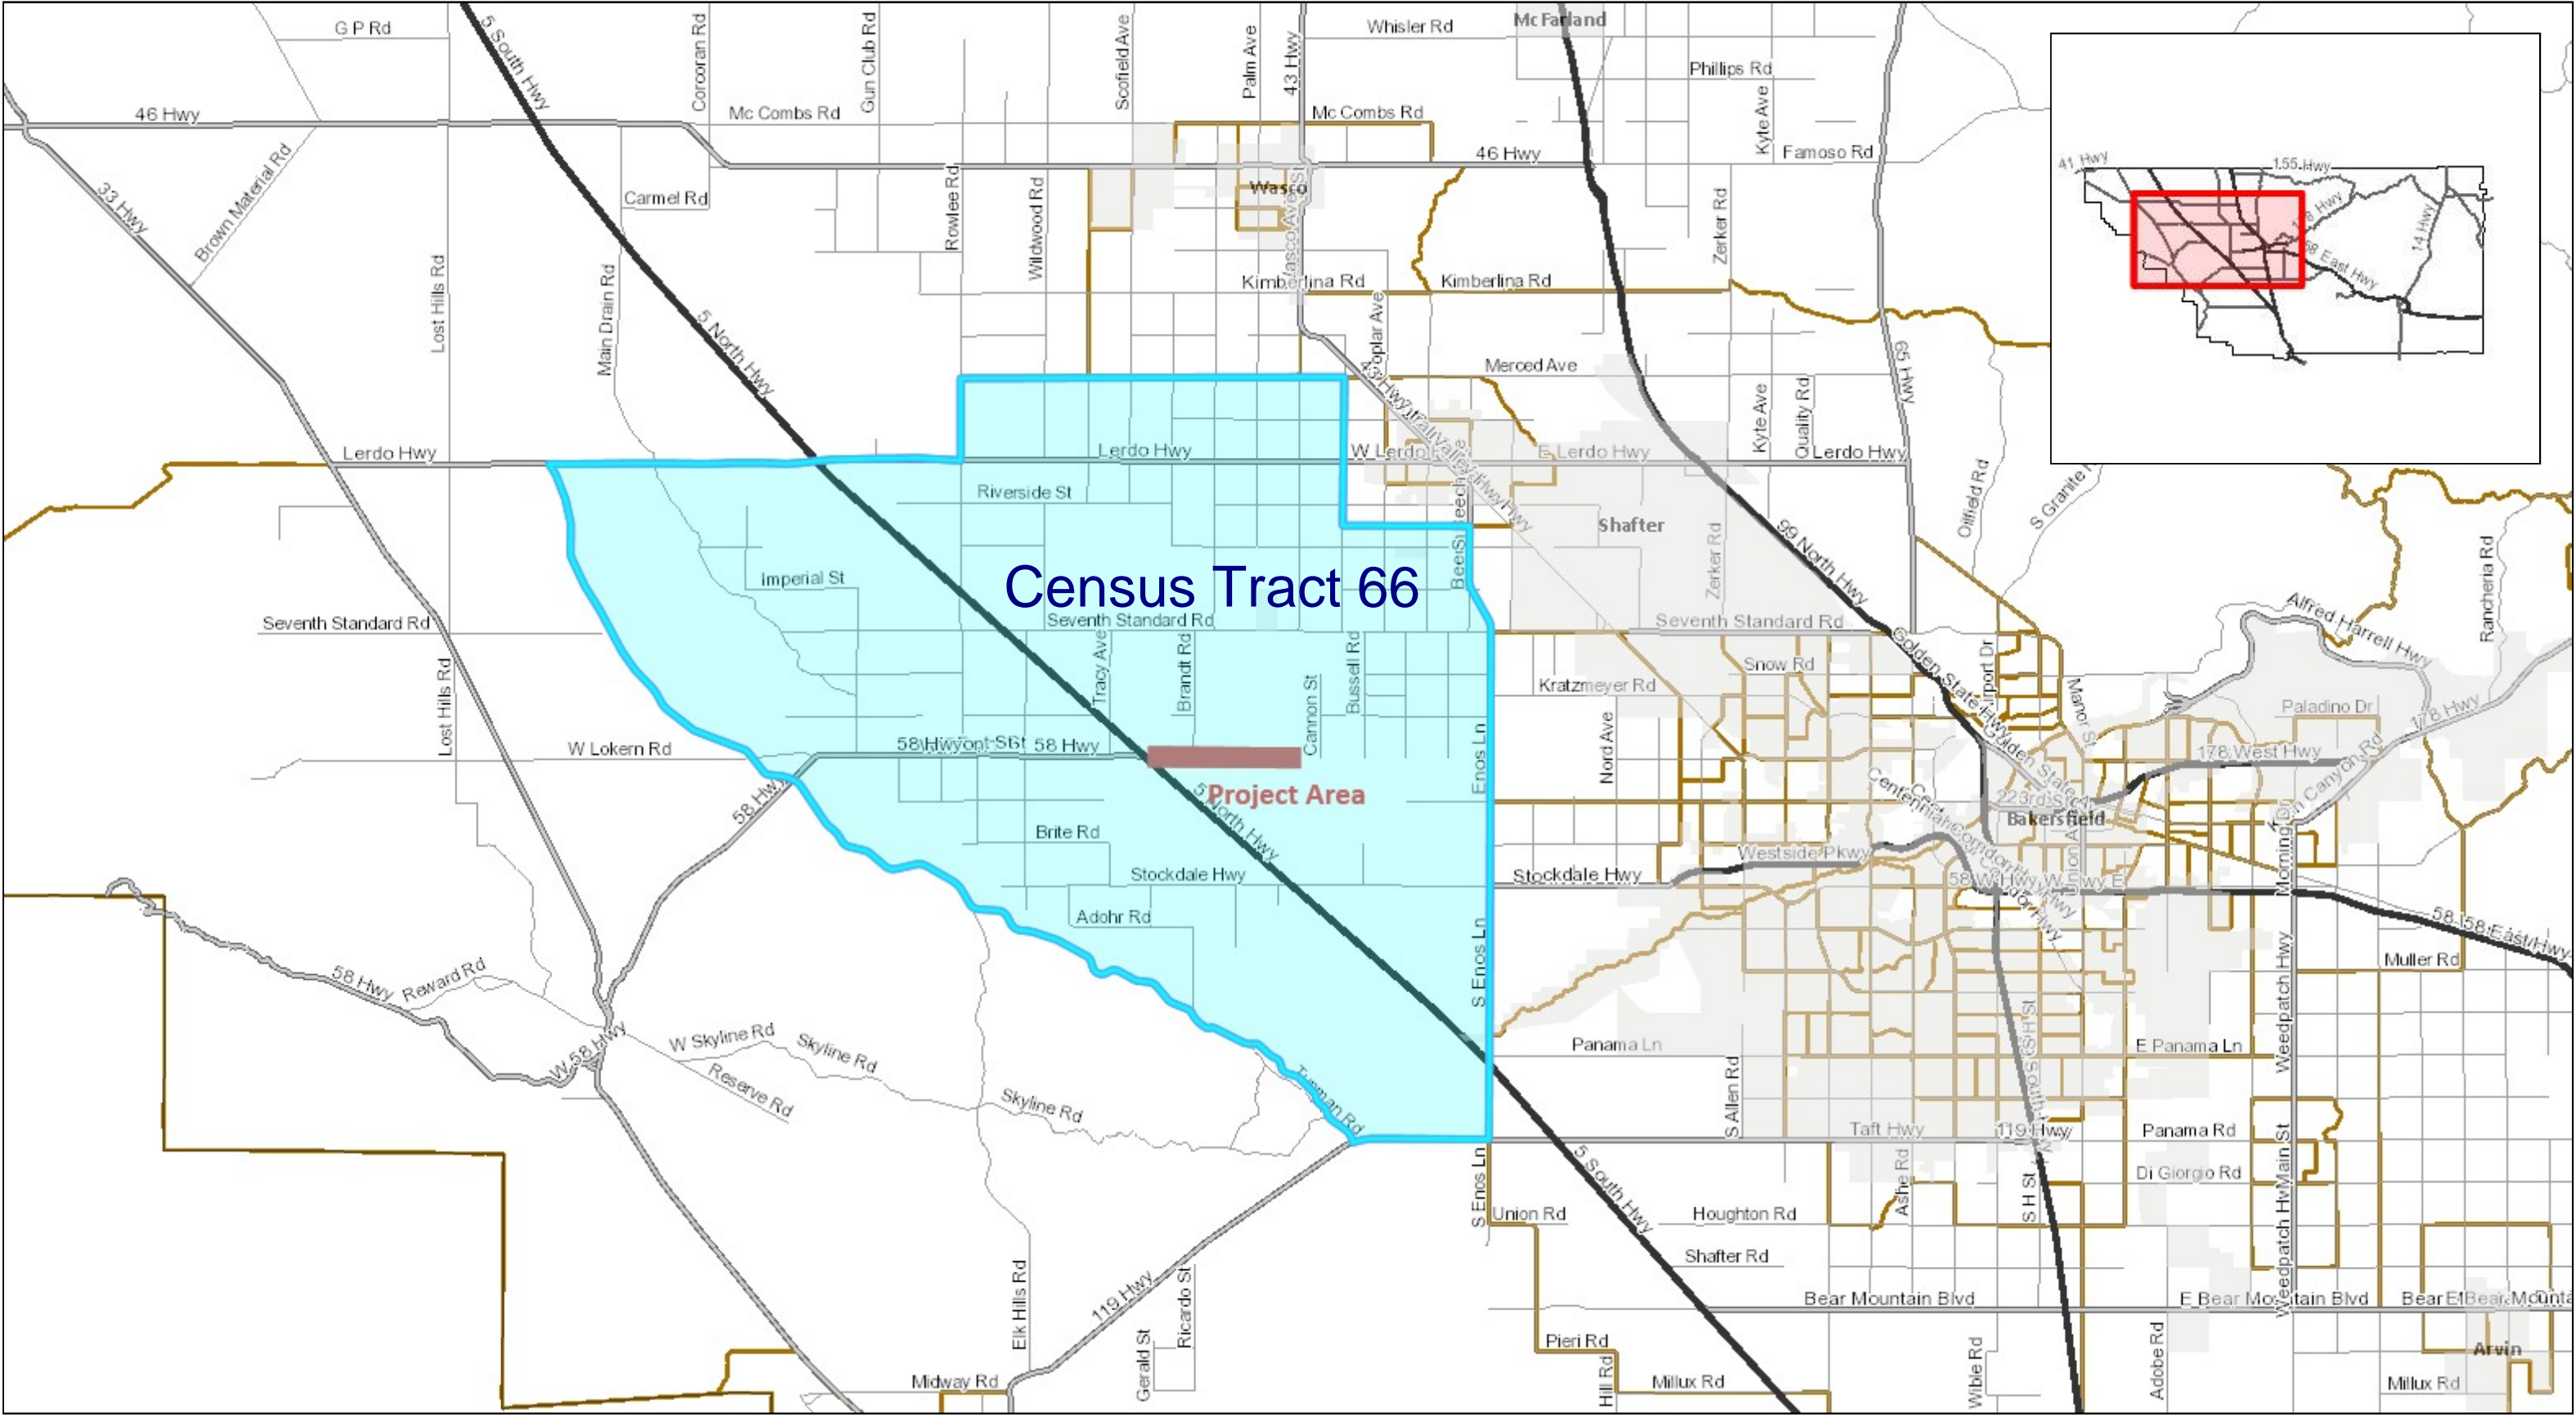 G P Rd
5 South Hwy
Corcoran Rd
Gun Club Rd
Scofield Ave
Palm Ave
43 Hwy
Whisler Rd
Mc Farland
Phillips Rd
46 Hwy
Mc Combs Rd
Mc Combs Rd
Kyte Ave
46 Hwy
Famoso Rd
41 Hwy
155 Hwy
14 Hwy
58 East Hwy
33 Hwy
Brown Material Rd
Carmel Rd
Rowlee Rd
Wildwood Rd
Wasco
Zerker Rd
Lost Hills Rd
Main Drain Rd
5 North Hwy
Kimberlina Rd
Kimberlina Rd
Poplar Ave
Merced Ave
65 Hwy
Kyte Ave
Quality Rd
Lerdo Hwy
Lerdo Hwy
W Lerdo
E Lerdo Hwy
Lerdo Hwy
Riverside St
Shafter
Zerker Rd
99 North Hwy
Oilfield Rd
S Granite
Rancheria Rd
Imperial St
Census Tract 66
Seventh Standard Rd
Seventh Standard Rd
Seventh Standard Rd
Alfred Harrell Hwy
Golden State Hwy
Snow Rd
Tracy Ave
Brandt Rd
Bussell Rd
Cannon St
Kratzmeyer Rd
Airport Dr
Manor St
Paladino Dr
178 Hwy
Lost Hills Rd
W Lokern Rd
58 Hwy
Enos Ln
Nord Ave
178 West Hwy
58 Hwy
Project Area
5 North Hwy
Bakersfield
Brite Rd
Westside Pkwy
Stockdale Hwy
Stockdale Hwy
Adohr Rd
S Enos Ln
58 East Hwy
Muller Rd
58 Hwy
Reward Rd
W 58 Hwy
W Skyline Rd
Skyline Rd
Reserve Rd
Skyline Rd
Tupman Rd
Panama Ln
S Allen Rd
E Panama Ln
Weedpatch Hwy
Taft Hwy
119 Hwy
Panama Rd
Di Giorgio Rd
S Enos Ln
5 South Hwy
Union Rd
Houghton Rd
Ashe Rd
S H St
Shafter Rd
Elk Hills Rd
119 Hwy
Ricardo St
Gerald St
Bear Mountain Blvd
E Bear Mountain Blvd
Arvin
Pieri Rd
Hill Rd
Wible Rd
Adobe Rd
Midway Rd
Millux Rd
Millux Rd